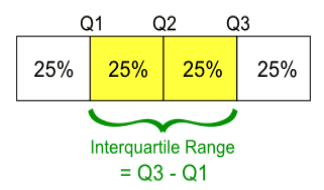 Q1 Q2 Q3
25% 25% 25% 25%
Interquartile Range
= Q3 - Q1